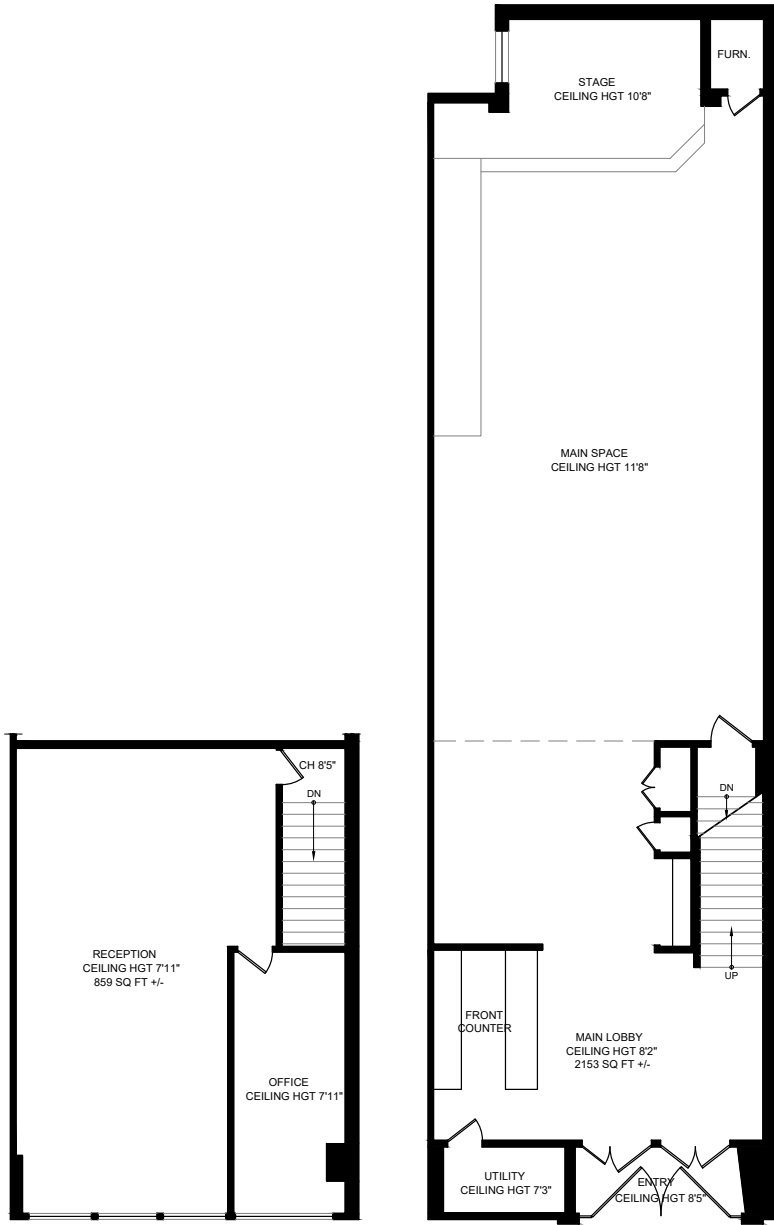 FURN.
STAGE
CEILING HGT 10'8"
MAIN SPACE
CEILING HGT 11'8"
CH 8'5"
DN
DN
RECEPTION
CEILING HGT 7'11"
859 SQ FT +/-
UP
FRONT
COUNTER
MAIN LOBBY
CEILING HGT 8'2"
2153 SQ FT +/-
OFFICE
CEILING HGT 7'11"
UTILITY
CEILING HGT 7'3"
ENTRY
CEILING HGT 8'5"